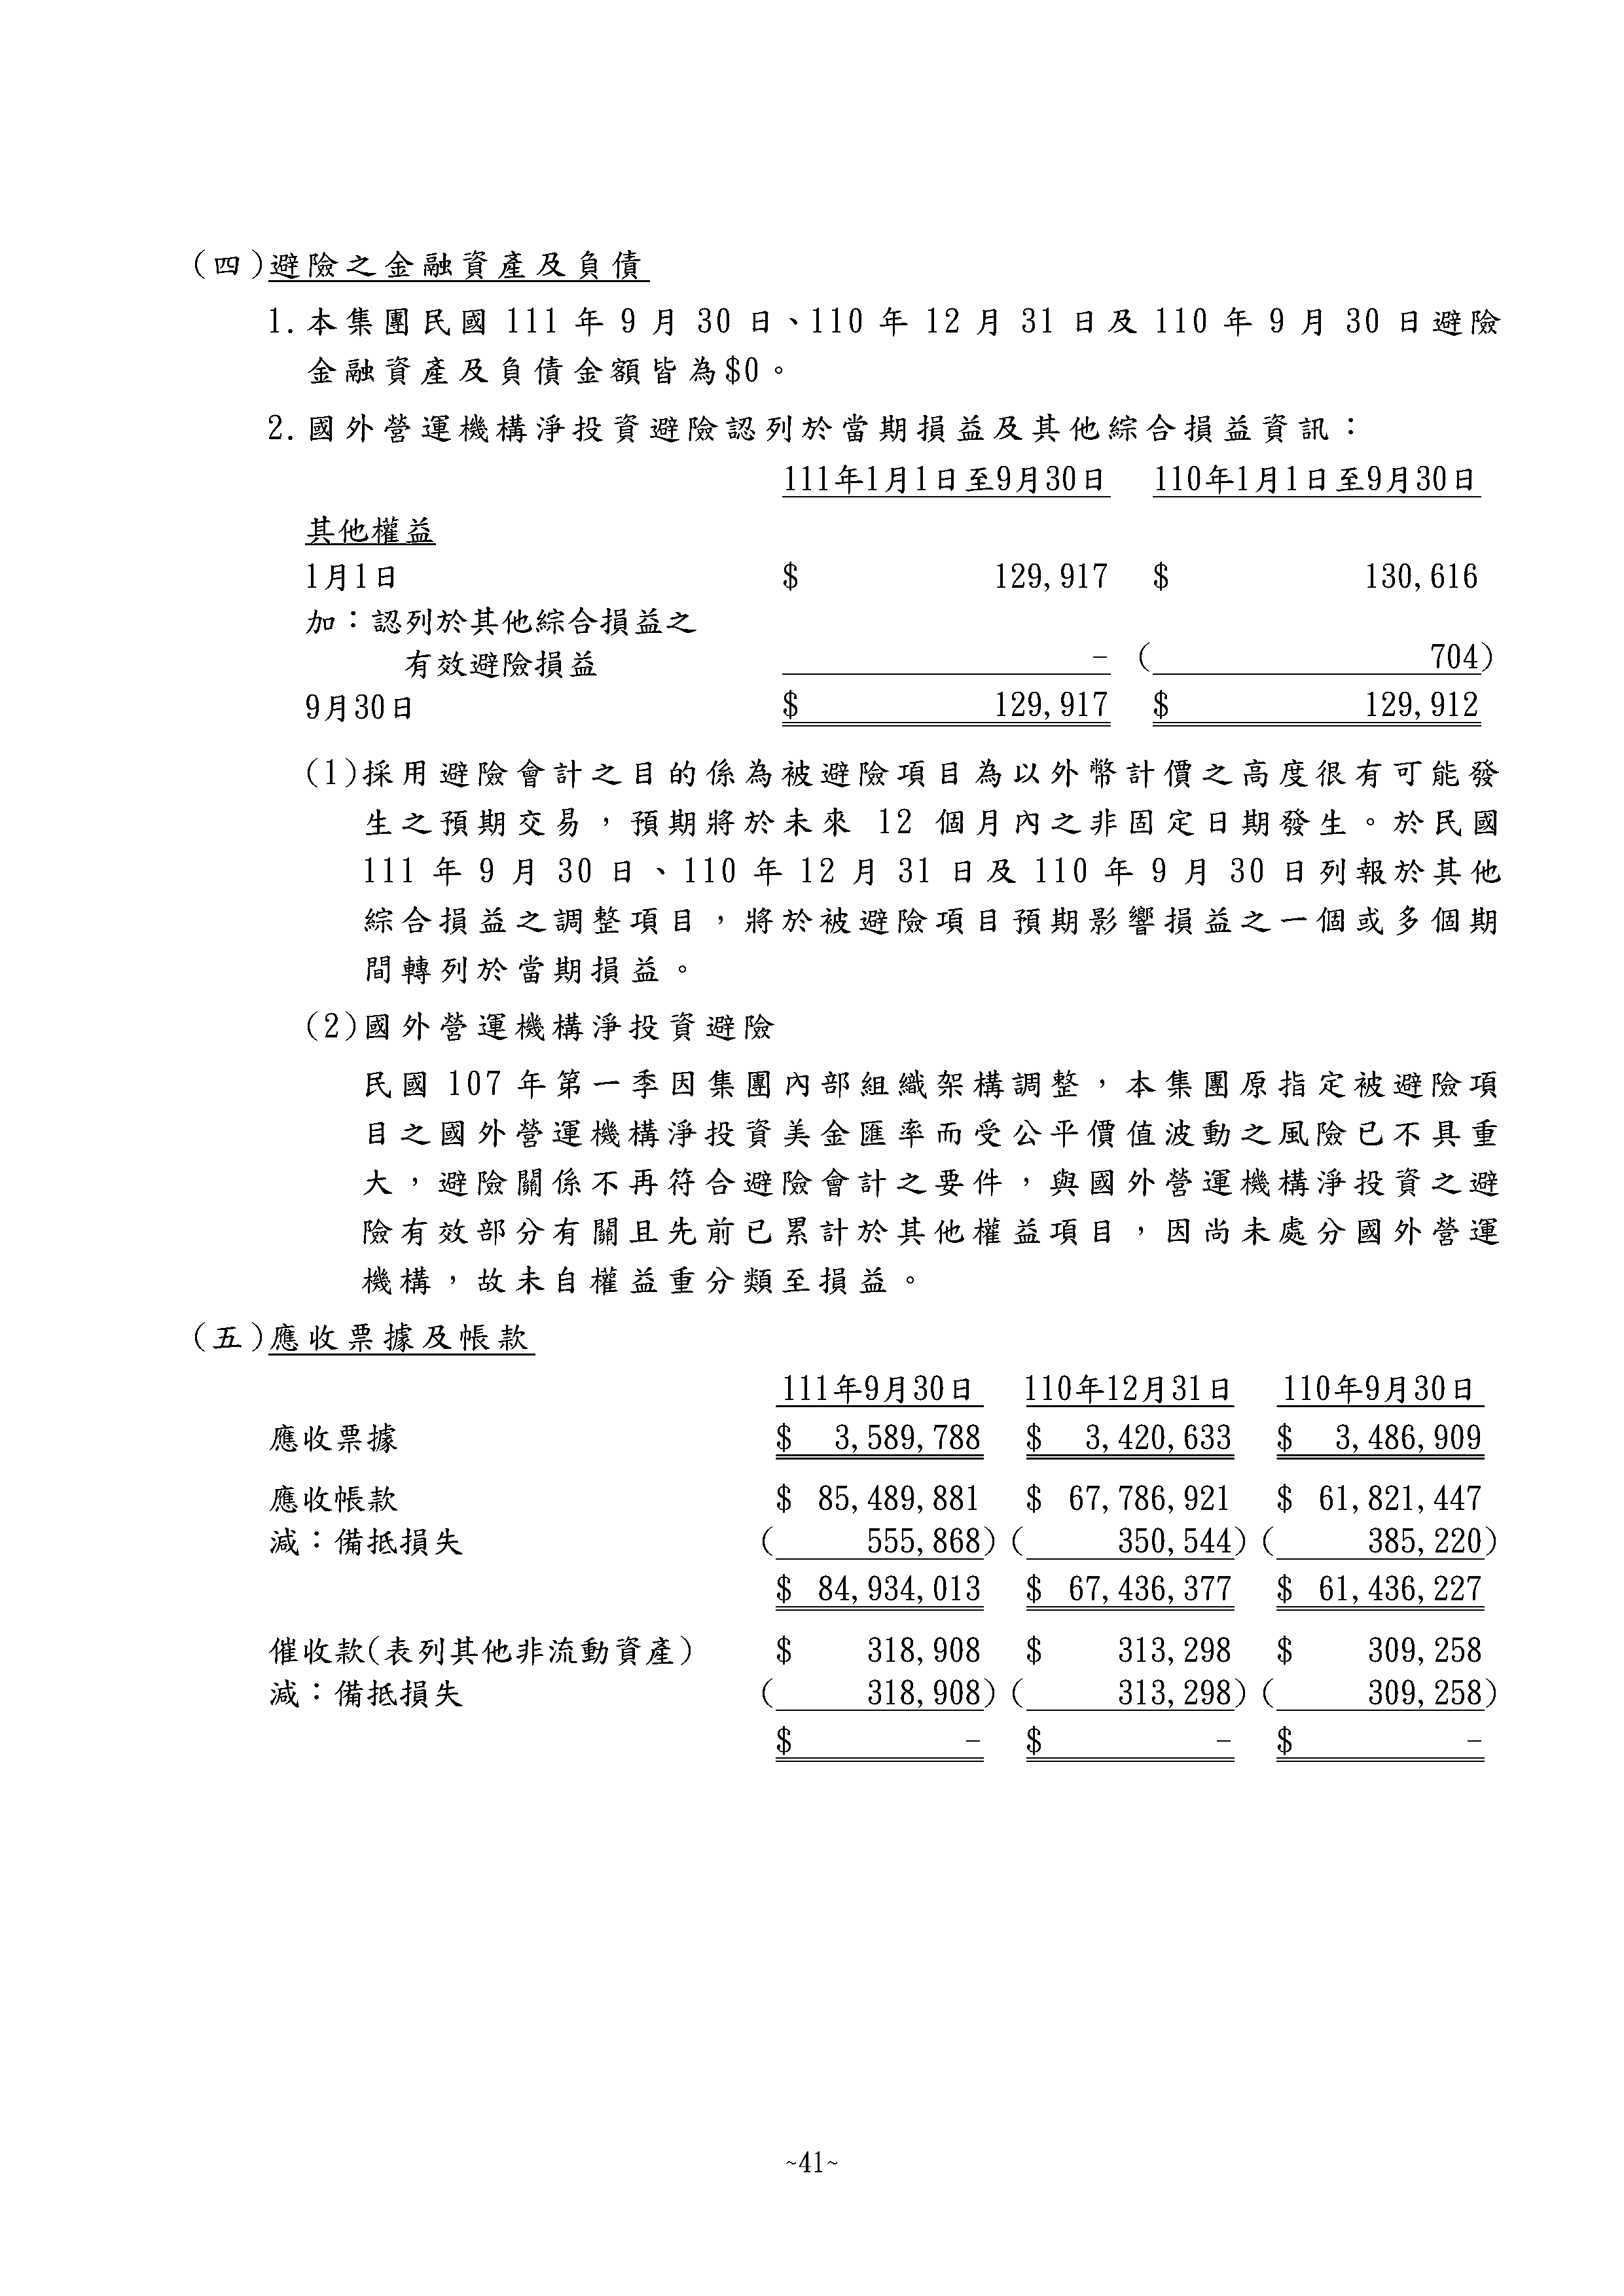 (四)避險之金融資產及負債
1.本集團民國 111 年 9 月 30 日、110 年 12 月 31 日及 110 年 9 月 30 日避險
金融資產及負債金額皆為$0。
2.國外營運機構淨投資避險認列於當期損益及其他綜合損益資訊：
111年1月1日至9月30日 110年1月1日至9月30日
其他權益
1月1日 $ 129,917 $ 130,616
加：認列於其他綜合損益之
有效避險損益 - ( 704)
9月30日 $ 129,917 $ 129,912
(1)採用避險會計之目的係為被避險項目為以外幣計價之高度很有可能發
生之預期交易，預期將於未來 12 個月內之非固定日期發生。於民國
111 年 9 月 30 日、110 年 12 月 31 日及 110 年 9 月 30 日列報於其他
綜合損益之調整項目，將於被避險項目預期影響損益之一個或多個期
間轉列於當期損益。
(2)國外營運機構淨投資避險
民國 107 年第一季因集團內部組織架構調整，本集團原指定被避險項
目之國外營運機構淨投資美金匯率而受公平價值波動之風險已不具重
大，避險關係不再符合避險會計之要件，與國外營運機構淨投資之避
險有效部分有關且先前已累計於其他權益項目，因尚未處分國外營運
機構，故未自權益重分類至損益。
(五)應收票據及帳款
111年9月30日 110年12月31日 110年9月30日
應收票據 $ 3,589,788 $ 3,420,633 $ 3,486,909
應收帳款 $ 85,489,881 $ 67,786,921 $ 61,821,447
減：備抵損失 ( 555,868) ( 350,544) ( 385,220)
$ 84,934,013 $ 67,436,377 $ 61,436,227
催收款(表列其他非流動資產) $ 318,908 $ 313,298 $ 309,258
減：備抵損失 ( 318,908) ( 313,298) ( 309,258)
$ - $ - $ -
~41~